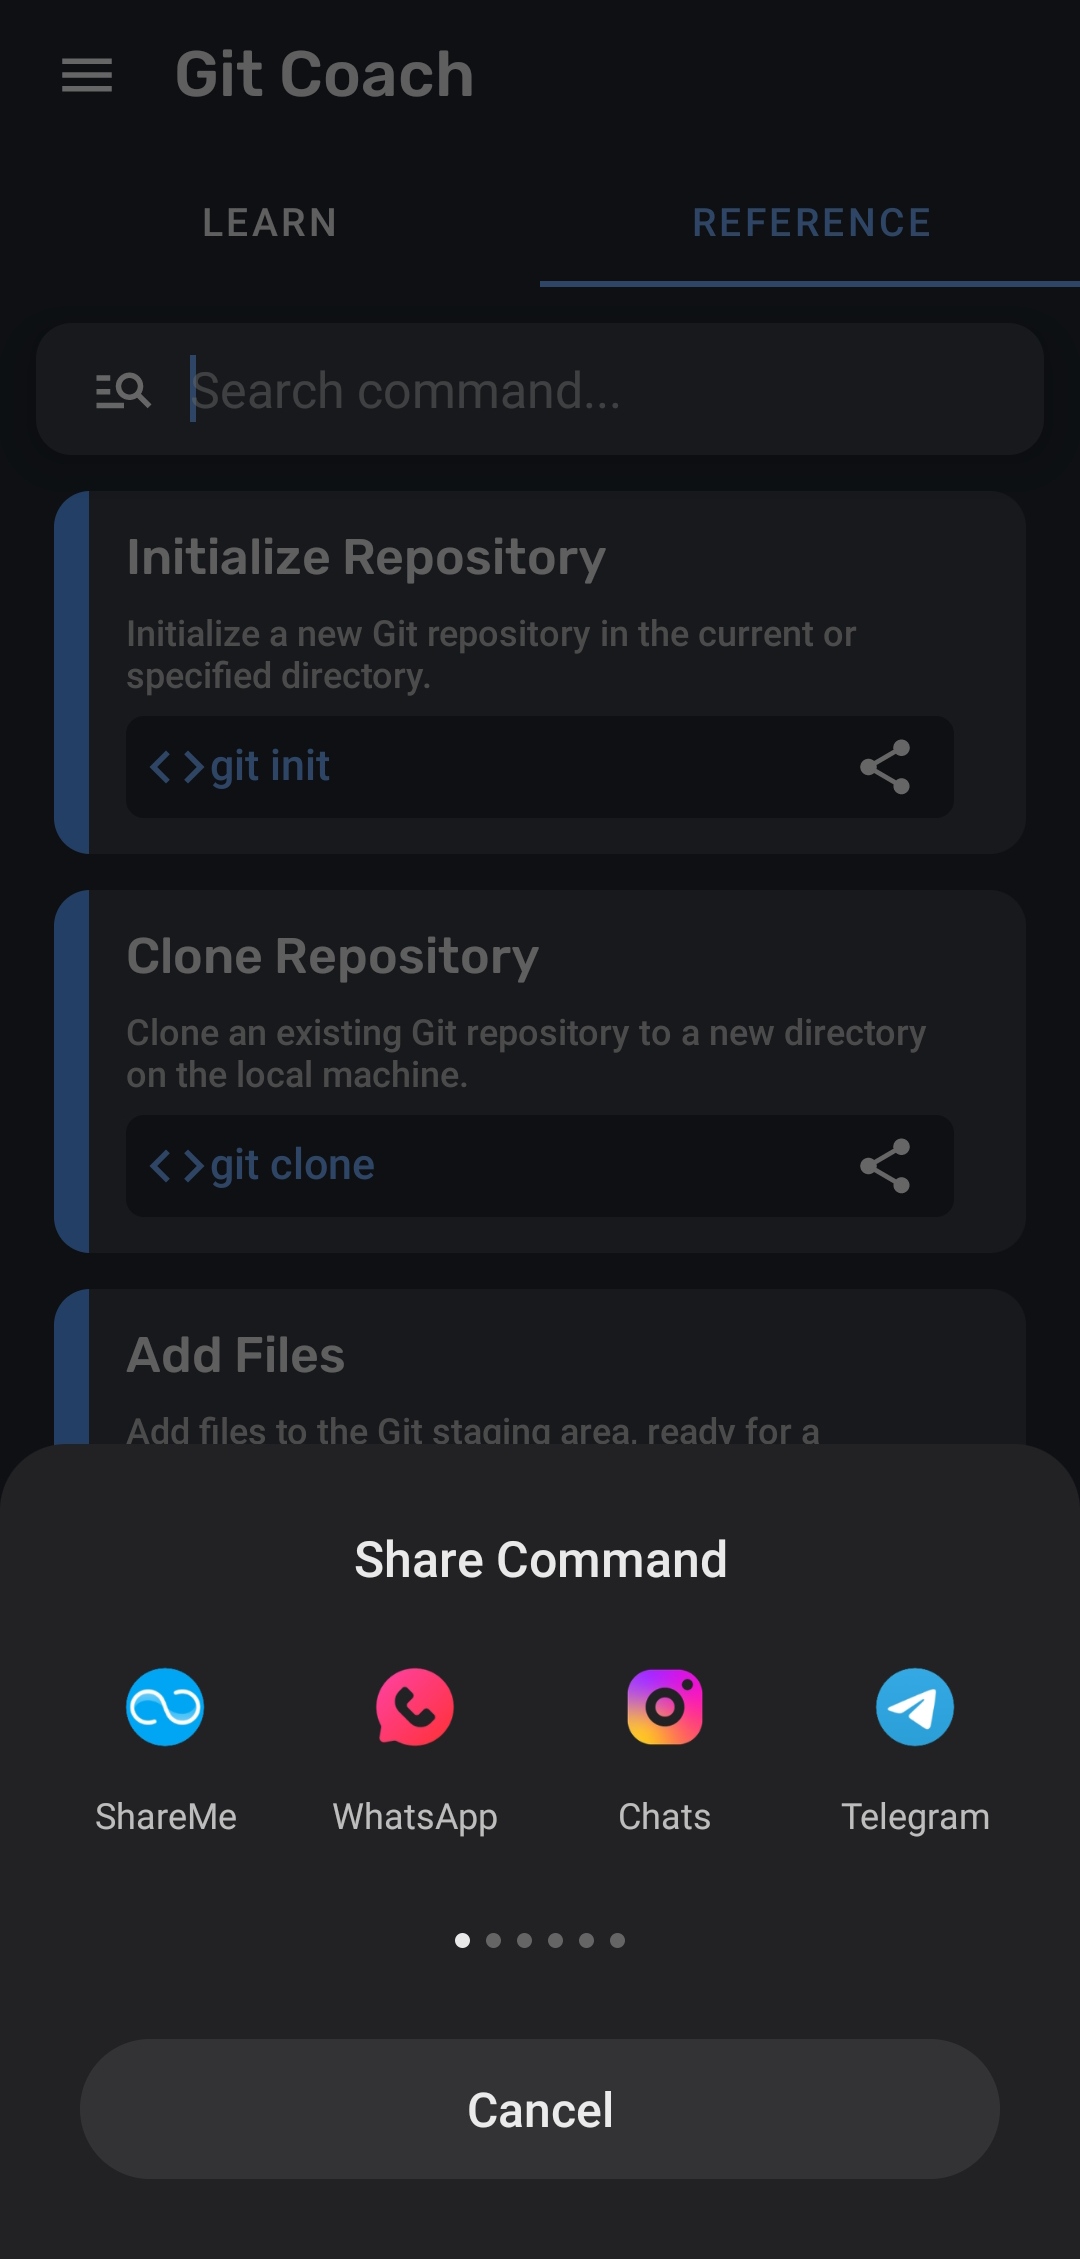 Git Coach
LEARN
REFERENCE
Search command...
Initialize Repository
Initialize a new Git repository in the current or
specified directory.
git init
Clone Repository
Clone an existing Git repository to a new directory
on the local machine.
git clone
Add Files
Add files to the Git staging area, ready for a
Share Command
ShareMe
WhatsApp
Chats
Telegram
Cancel